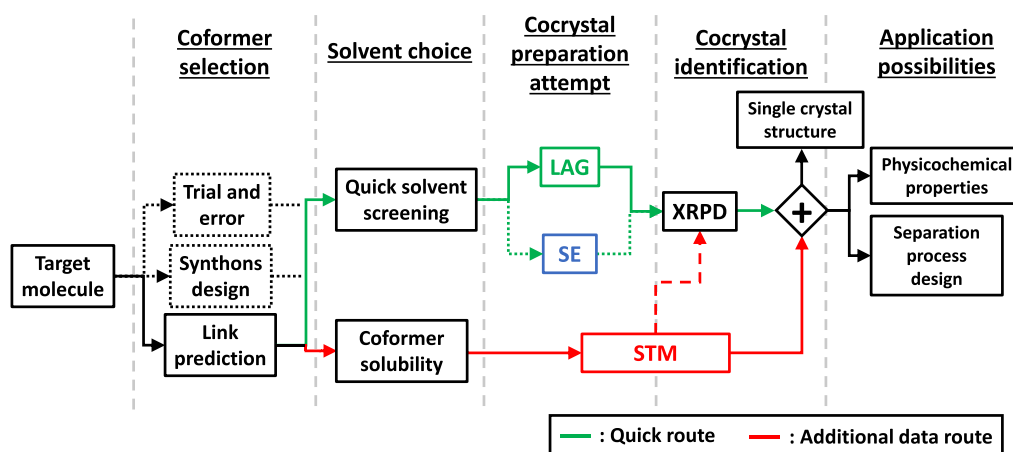 Coformer
selection
Solvent choice
Cocrystal
preparation
attempt
Cocrystal
identification
Application
possibilities
Single crystal
structure
Trial and
error
Quick solvent
screening
LAG
XRPD
+
Physicochemical
properties
Target
molecule
Synthons
design
SE
Separation
process
design
Link
prediction
Coformer
solubility
STM
: Quick route
: Additional data route